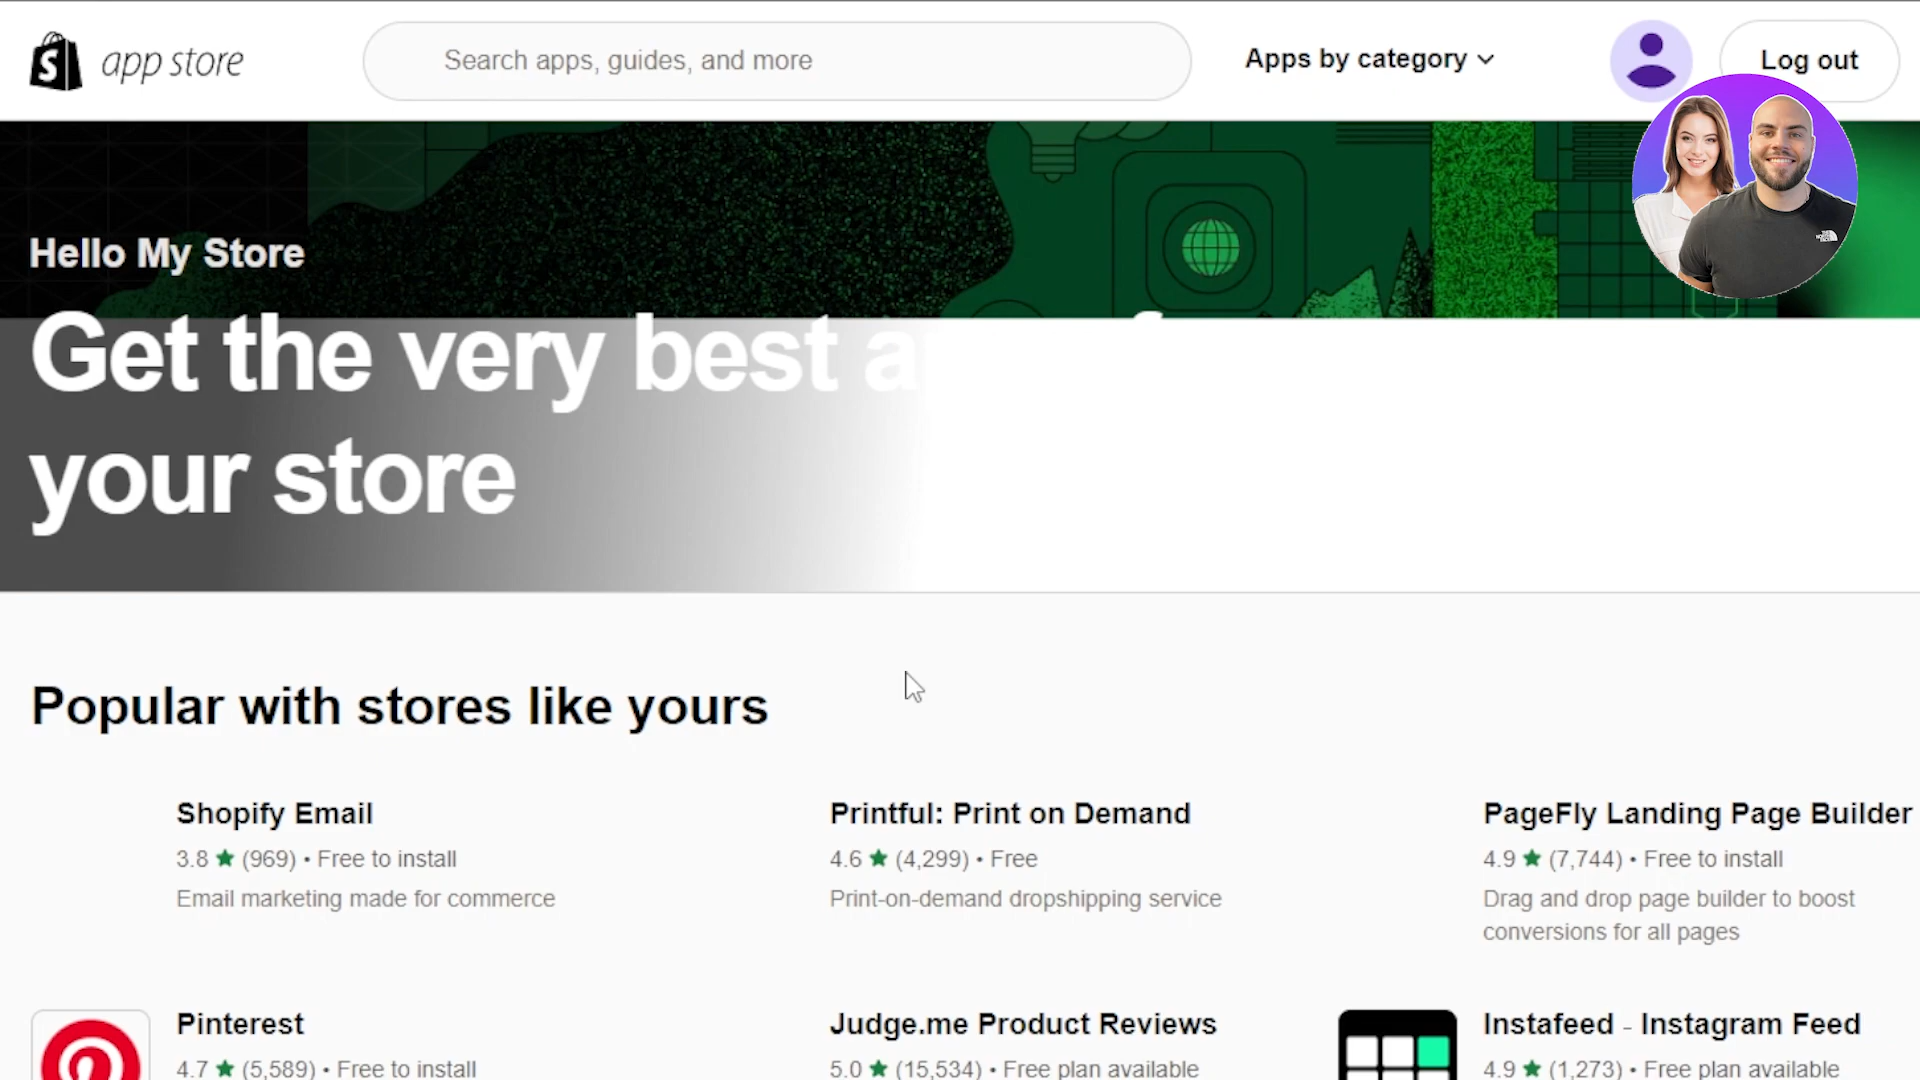 app store
Search apps, guides, and more
Apps by category
Log out
Hello My Store
Get the very best
your store
Popular with stores like yours
Shopify Email
3.8 ★ (969) • Free to install
Email marketing made for commerce
Printful: Print on Demand
4.6 ★ (4,299) • Free
Print-on-demand dropshipping service
PageFly Landing Page Builder
4.9 ★ (7,744) • Free to install
Drag and drop page builder to boost
conversions for all pages
Pinterest
4.7 ★ (5,589) • Free to install
Judge.me Product Reviews
5.0 ★ (15,534) • Free plan available
Instafeed - Instagram Feed
4.9 ★ (1,273) • Free plan available